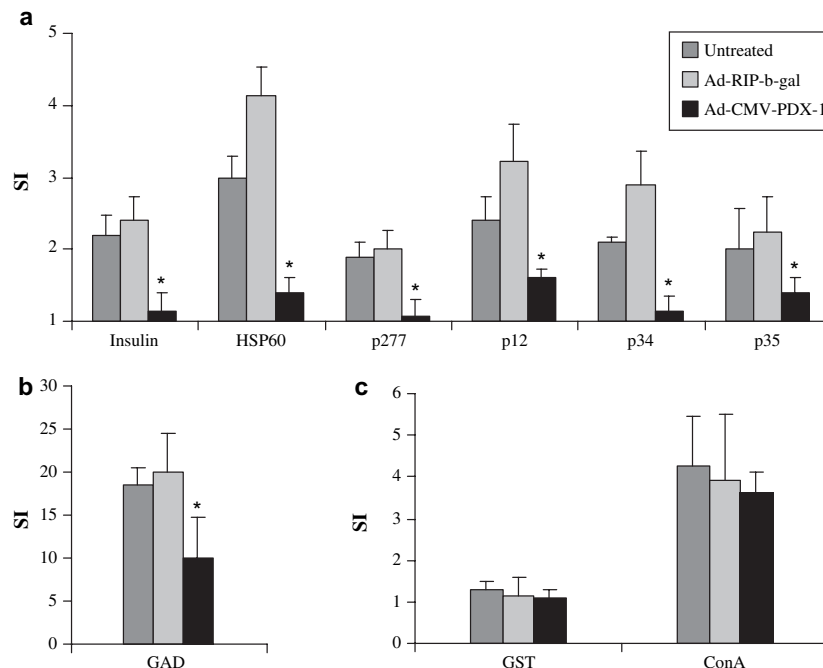 a
5
4
3
2
1
SI
Untreated
Ad-RIP-b-gal
Ad-CMV-PDX-1
* * * * * *
Insulin HSP60 p277 p12 p34 p35
b
30
25
20
15
10
5
0
SI
*
GAD
c
6
5
4
3
2
1
0
SI
GST ConA